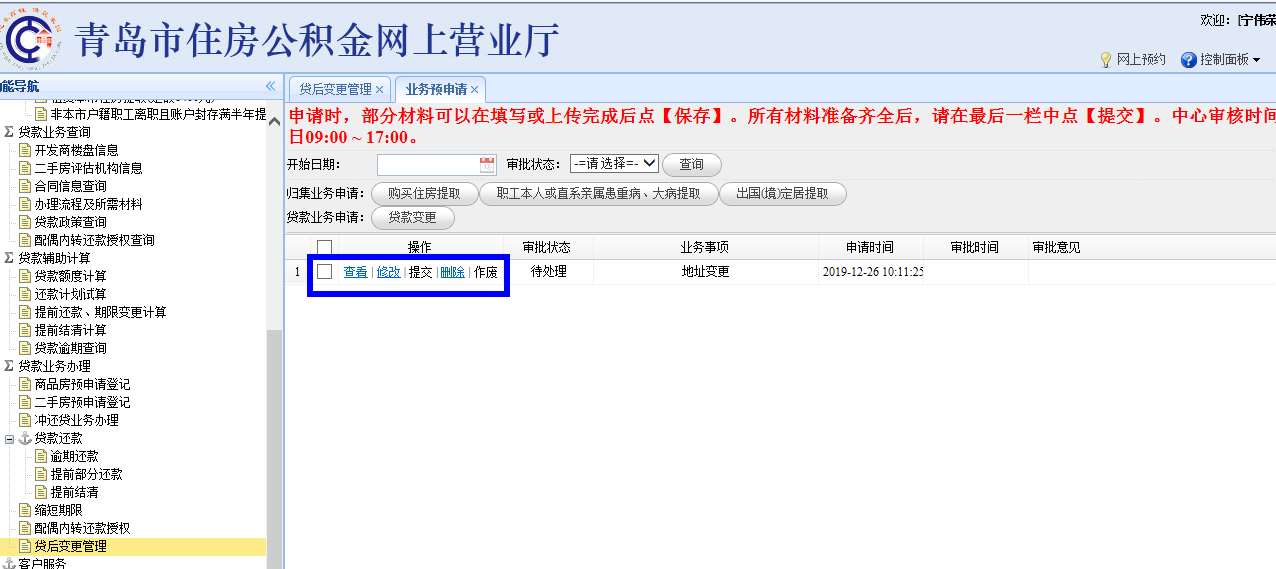 欢迎：[宁伟荣
青岛市住房公积金网上营业厅
网上预约 控制面板
能导航
贷后变更管理 业务预申请
非本市户籍职工离职且账户封存满半年提
贷款业务查询
开发商楼盘信息
二手房评估机构信息
合同信息查询
办理流程及所需材料
贷款政策查询
配偶内转还款授权查询
贷款辅助计算
贷款额度计算
还款计划试算
提前还款、期限变更计算
提前结清计算
贷款逾期查询
贷款业务办理
商品房预申请登记
二手房预申请登记
冲还贷业务办理
贷款还款
逾期还款
提前部分还款
提前结清
缩短期限
配偶内转还款授权
贷后变更管理
客户服务
申请时，部分材料可以在填写或上传完成后点【保存】。所有材料准备齐全后，请在最后一栏中点【提交】。中心审核时间
日09:00 ~ 17:00。
开始日期： 审批状态： -=请选择=- 查询
归集业务申请： 购买住房提取 职工本人或直系亲属患重病、大病提取 出国(境)定居提取
贷款业务申请： 贷款变更
操作 审批状态 业务事项 申请时间 审批时间 审批意见
1 查看 | 修改 | 提交 | 删除 | 作废 待处理 地址变更 2019-12-26 10:11:25